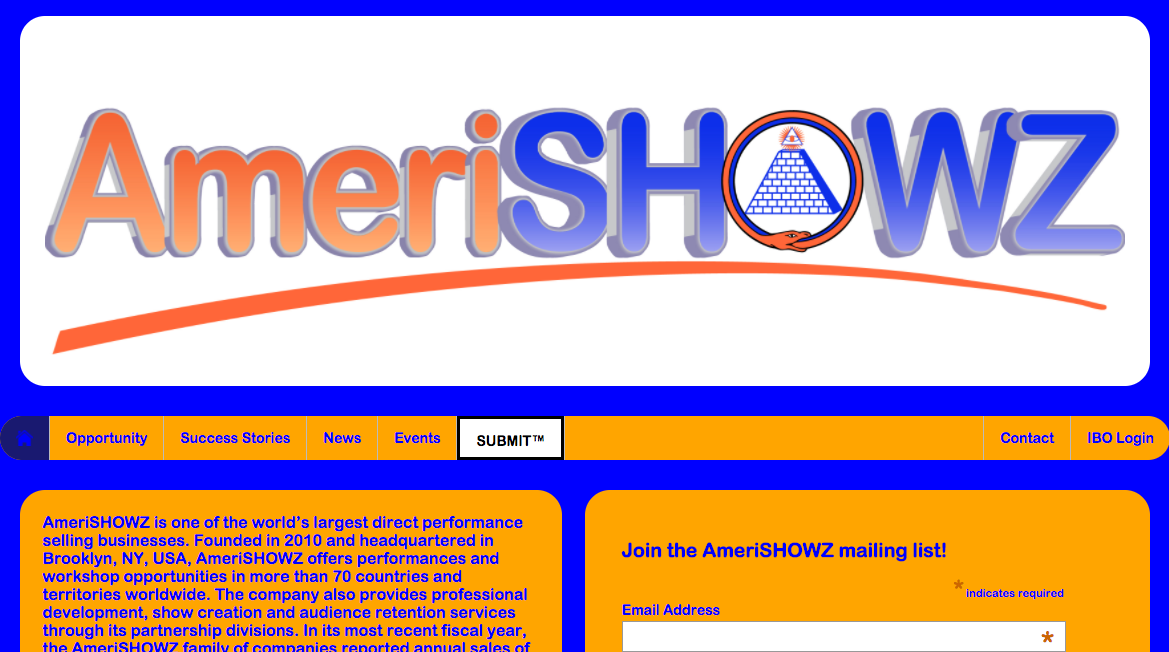 AmeriSHOWZ
Opportunity
Success Stories
News
Events
SUBMIT™
Contact
IBO Login
AmeriSHOWZ is one of the world’s largest direct performance
selling businesses. Founded in 2010 and headquartered in
Brooklyn, NY, USA, AmeriSHOWZ offers performances and
workshop opportunities in more than 70 countries and
territories worldwide. The company also provides professional
development, show creation and audience retention services
through its partnership divisions. In its most recent fiscal year,
the AmeriSHOWZ family of companies reported annual sales of
Join the AmeriSHOWZ mailing list!
* indicates required
Email Address
*